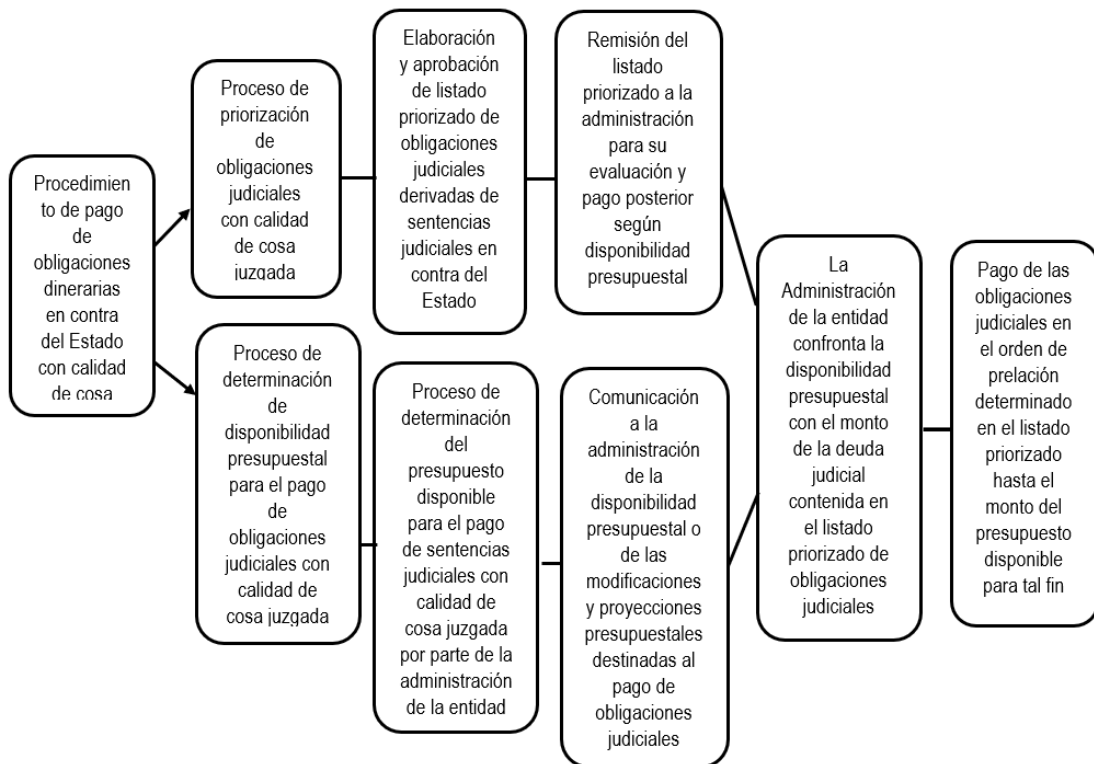 Procedimien
to de pago
de
obligaciones
dinerarias
en contra
del Estado
con calidad
de cosa
Proceso de
priorización
de
obligaciones
judiciales
con calidad
de cosa
juzgada
Elaboración
y aprobación
de listado
priorizado de
obligaciones
judiciales
derivadas de
sentencias
judiciales en
contra del
Estado
Remisión del
listado
priorizado a la
administración
para su
evaluación y
pago posterior
según
disponibilidad
presupuestal
Proceso de
determinación
de
disponibilidad
presupuestal
para el pago
de
obligaciones
judiciales con
calidad de
cosa juzgada
Proceso de
determinación
del
presupuesto
disponible
para el pago
de sentencias
judiciales con
calidad de
cosa juzgada
por parte de la
administración
de la entidad
Comunicación
a la
administración
de la
disponibilidad
presupuestal o
de las
modificaciones
y proyecciones
presupuestales
destinadas al
pago de
obligaciones
judiciales
La
Administración
de la entidad
confronta la
disponibilidad
presupuestal
con el monto
de la deuda
judicial
contenida en
el listado
priorizado de
obligaciones
judiciales
Pago de las
obligaciones
judiciales en
el orden de
prelación
determinado
en el listado
priorizado
hasta el
monto del
presupuesto
disponible
para tal fin